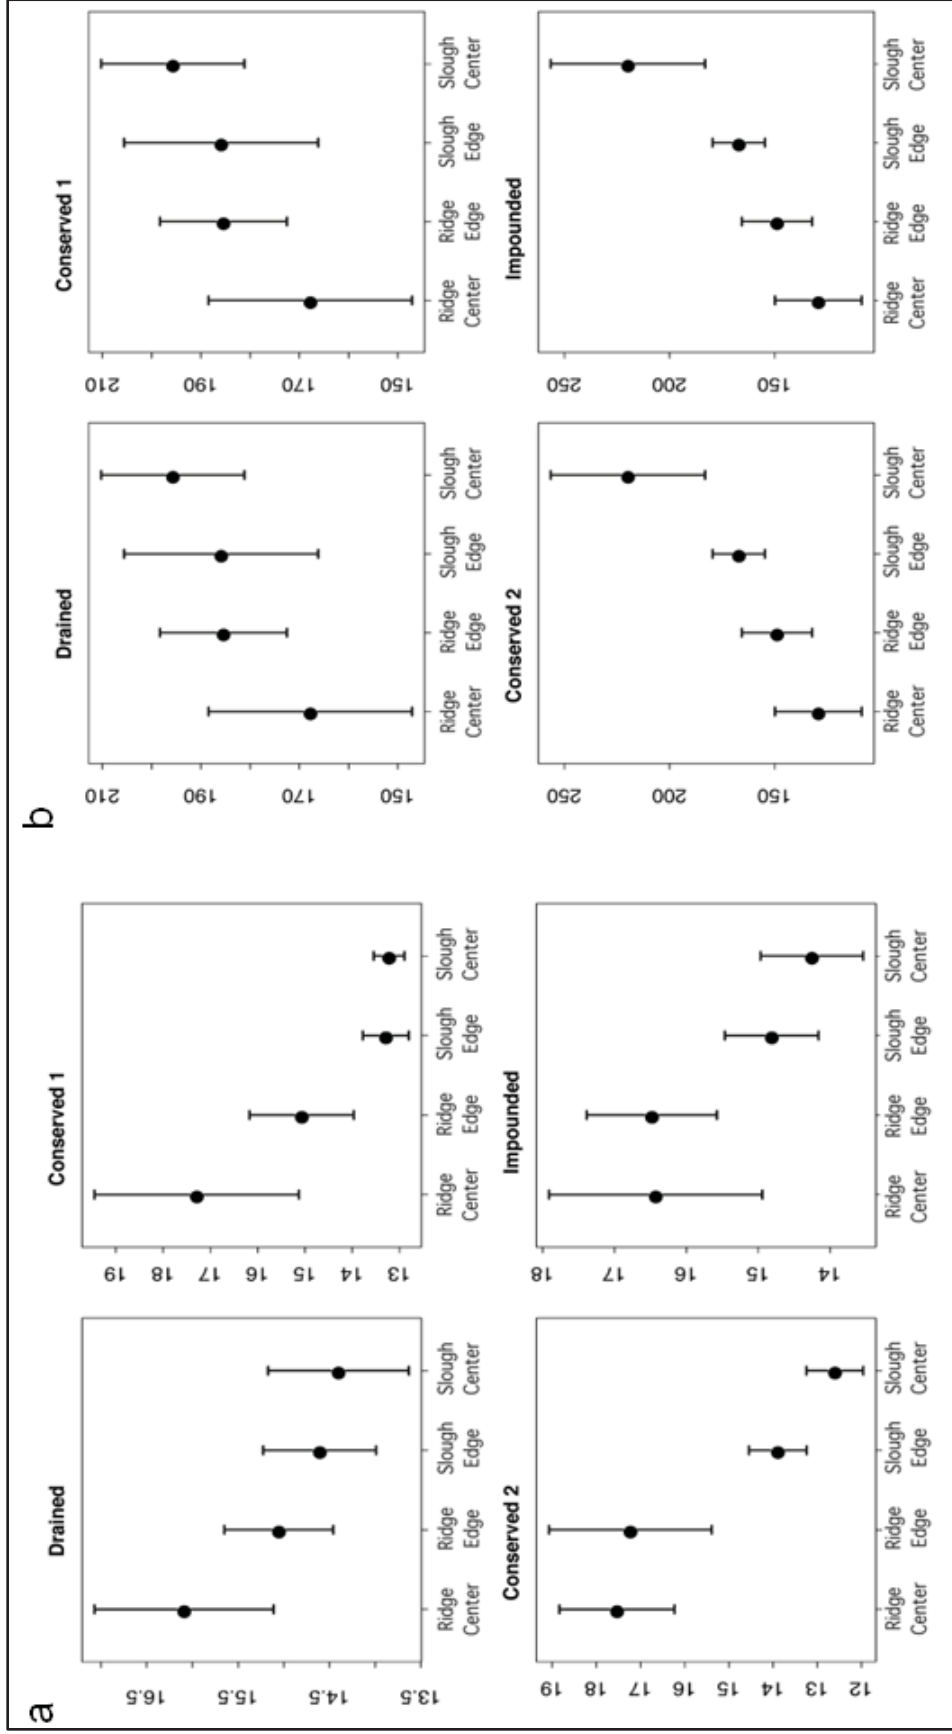 a
Drained
16.5
15.5
14.5
13.5
Ridge Center
Ridge Edge
Slough Edge
Slough Center
Conserved 1
19
18
17
16
15
14
13
Ridge Center
Ridge Edge
Slough Edge
Slough Center
Conserved 2
19
18
17
16
15
14
13
12
Ridge Center
Ridge Edge
Slough Edge
Slough Center
Impounded
18
17
16
15
14
Ridge Center
Ridge Edge
Slough Edge
Slough Center
b
Drained
210
190
170
150
Ridge Center
Ridge Edge
Slough Edge
Slough Center
Conserved 1
210
190
170
150
Ridge Center
Ridge Edge
Slough Edge
Slough Center
Conserved 2
250
200
150
Ridge Center
Ridge Edge
Slough Edge
Slough Center
Impounded
250
200
150
Ridge Center
Ridge Edge
Slough Edge
Slough Center